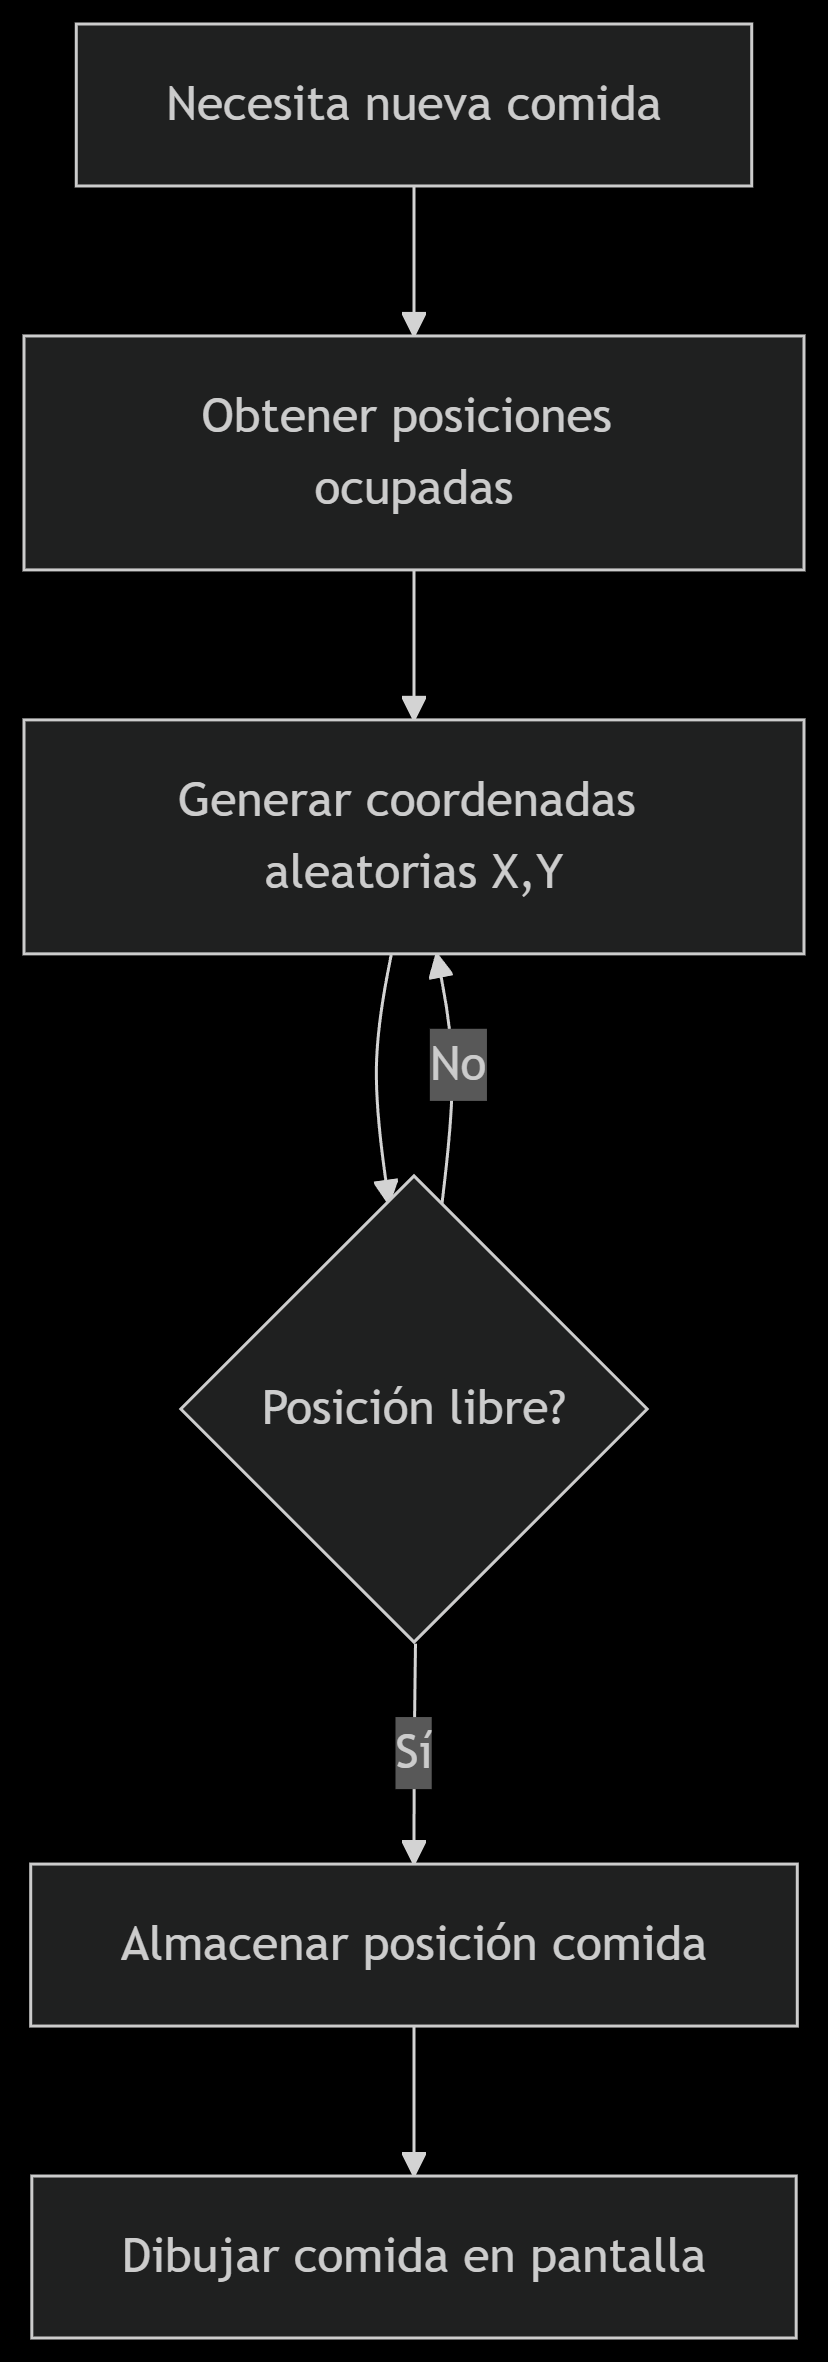 Necesita nueva comida
Obtener posiciones
ocupadas
Generar coordenadas
aleatorias X,Y
No
Posición libre?
Sí
Almacenar posición comida
Dibujar comida en pantalla